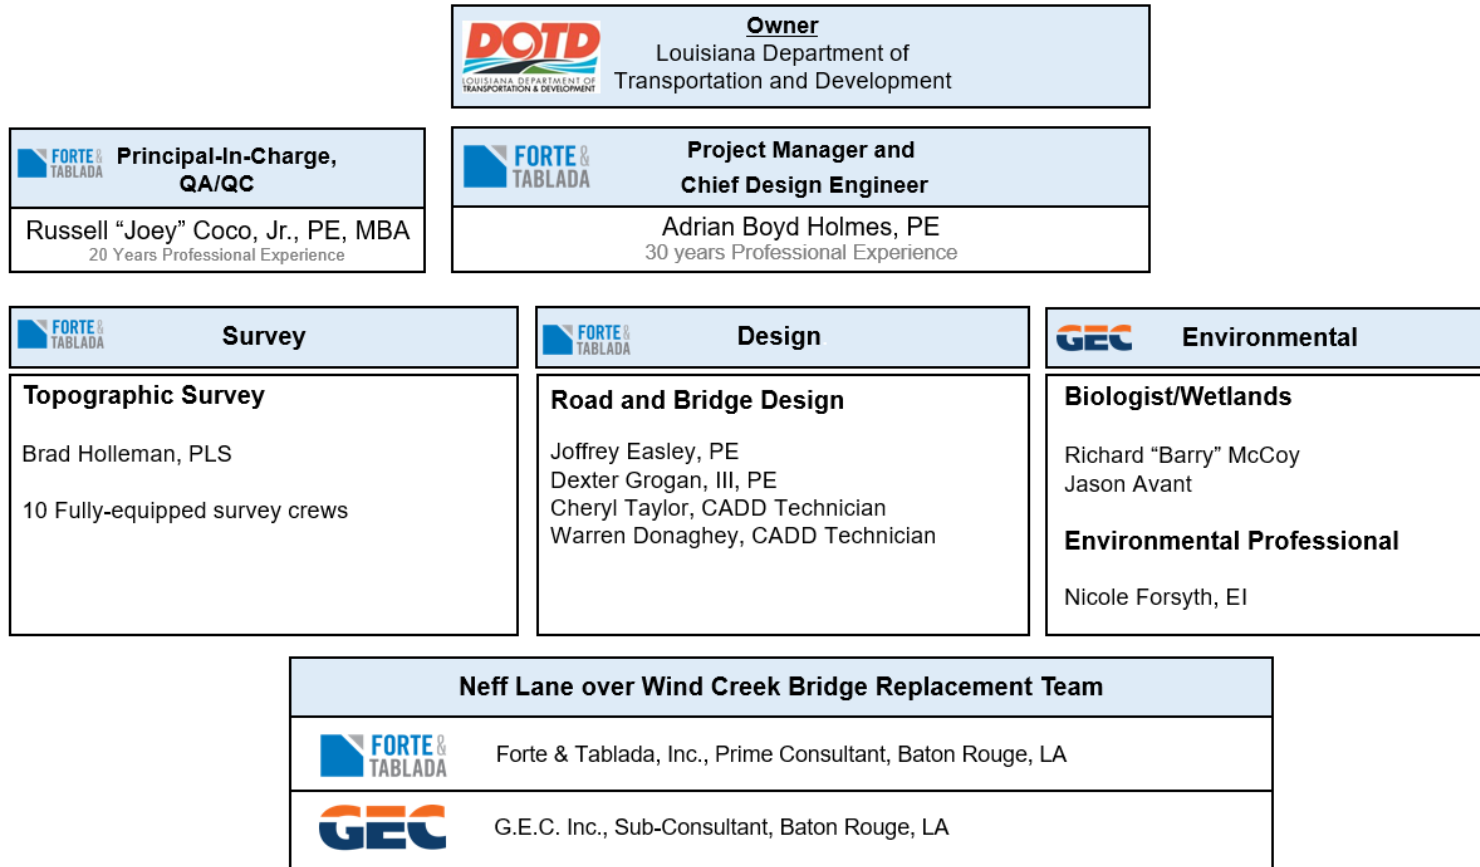 Owner
DOTD
LOUISIANA DEPARTMENT OF
TRANSPORTATION & DEVELOPMENT
Louisiana Department of
Transportation and Development
FORTE &
TABLADA
Principal-In-Charge,
QA/QC
Russell “Joey” Coco, Jr., PE, MBA
20 Years Professional Experience
FORTE &
TABLADA
Project Manager and
Chief Design Engineer
Adrian Boyd Holmes, PE
30 years Professional Experience
FORTE &
TABLADA
Survey
Topographic Survey
Brad Holleman, PLS
10 Fully-equipped survey crews
FORTE &
TABLADA
Design
Road and Bridge Design
Joffrey Easley, PE
Dexter Grogan, III, PE
Cheryl Taylor, CADD Technician
Warren Donaghey, CADD Technician
GEC
Environmental
Biologist/Wetlands
Richard “Barry” McCoy
Jason Avant
Environmental Professional
Nicole Forsyth, EI
Neff Lane over Wind Creek Bridge Replacement Team
FORTE &
TABLADA
Forte & Tablada, Inc., Prime Consultant, Baton Rouge, LA
GEC
G.E.C. Inc., Sub-Consultant, Baton Rouge, LA